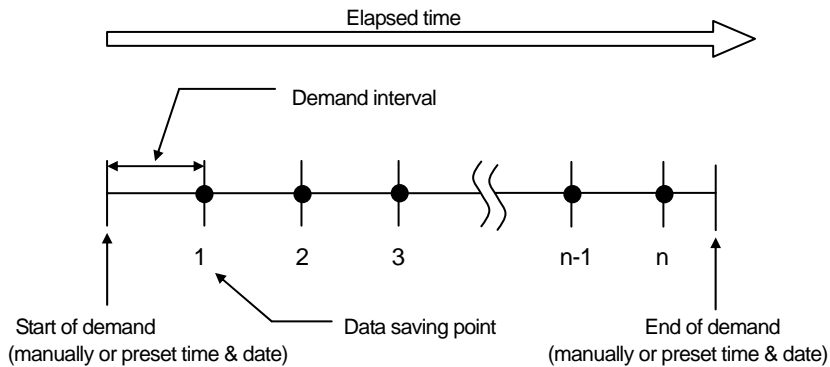 Elapsed time
Demand interval
1
2
3
n-1
n
Start of demand
(manually or preset time & date)
Data saving point
End of demand
(manually or preset time & date)